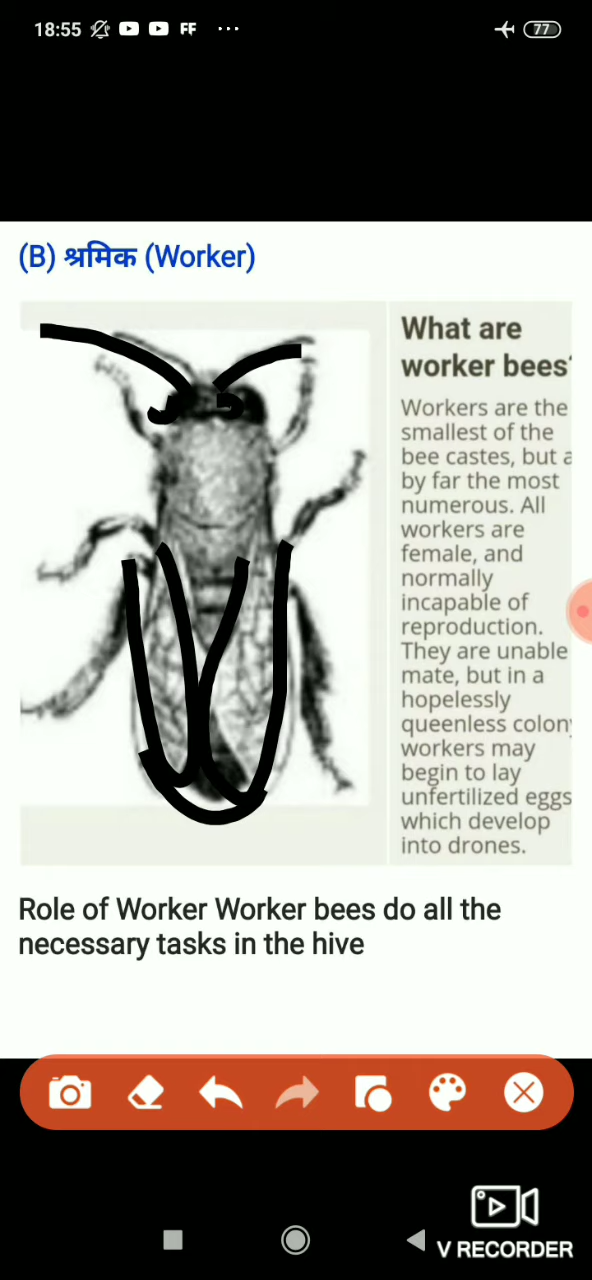 18:55 FF ... 77
(B) श्रमिक (Worker)
What are
worker bees
Workers are the
smallest of the
bee castes, but a
by far the most
numerous. All
workers are
female, and
normally
incapable of
reproduction.
They are unable
mate, but in a
hopelessly
queenless colon
workers may
begin to lay
unfertilized eggs
which develop
into drones.
Role of Worker Worker bees do all the
necessary tasks in the hive
V RECORDER